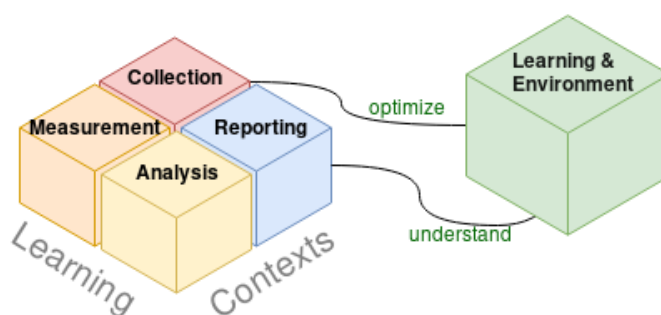 Collection
Measurement
Reporting
Analysis
Learning
Contexts
optimize
understand
Learning &
Environment